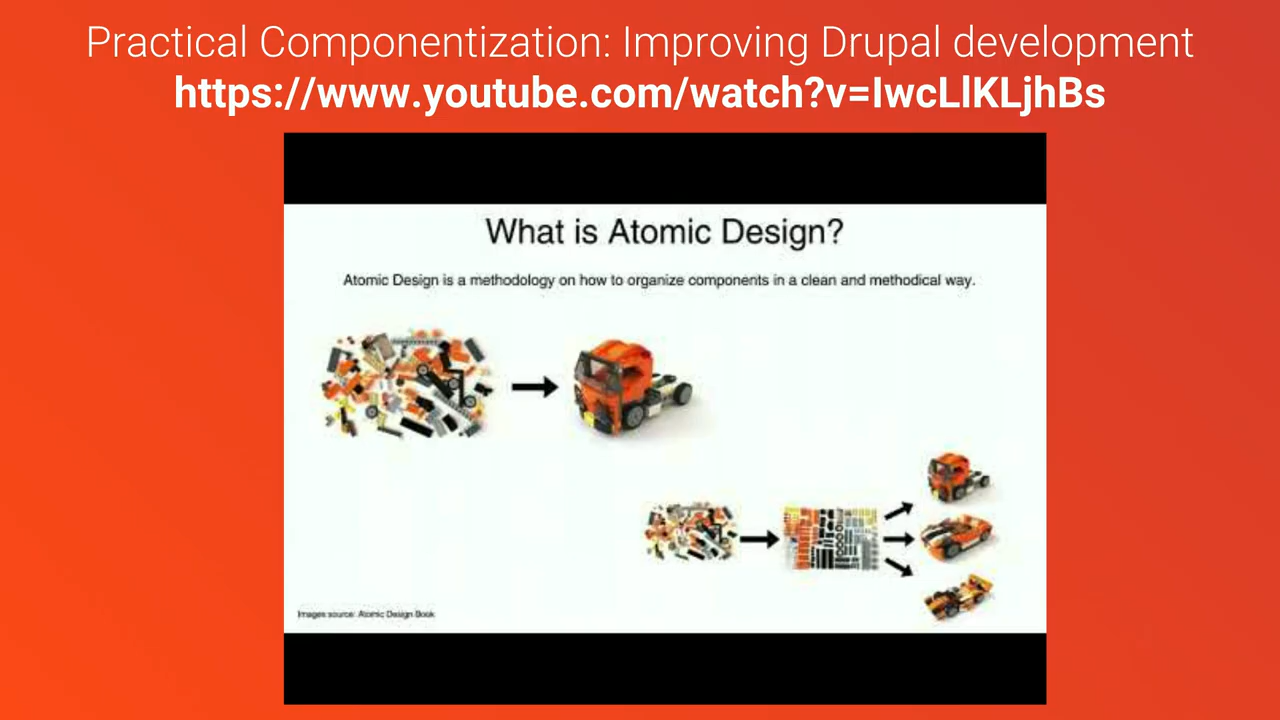 Practical Componentization: Improving Drupal development
https://www.youtube.com/watch?v=IwcLlKLjhBs
What is Atomic Design?
Atomic Design is a methodology on how to organize components in a clean and methodical way.
Images source: Atomic Design Book